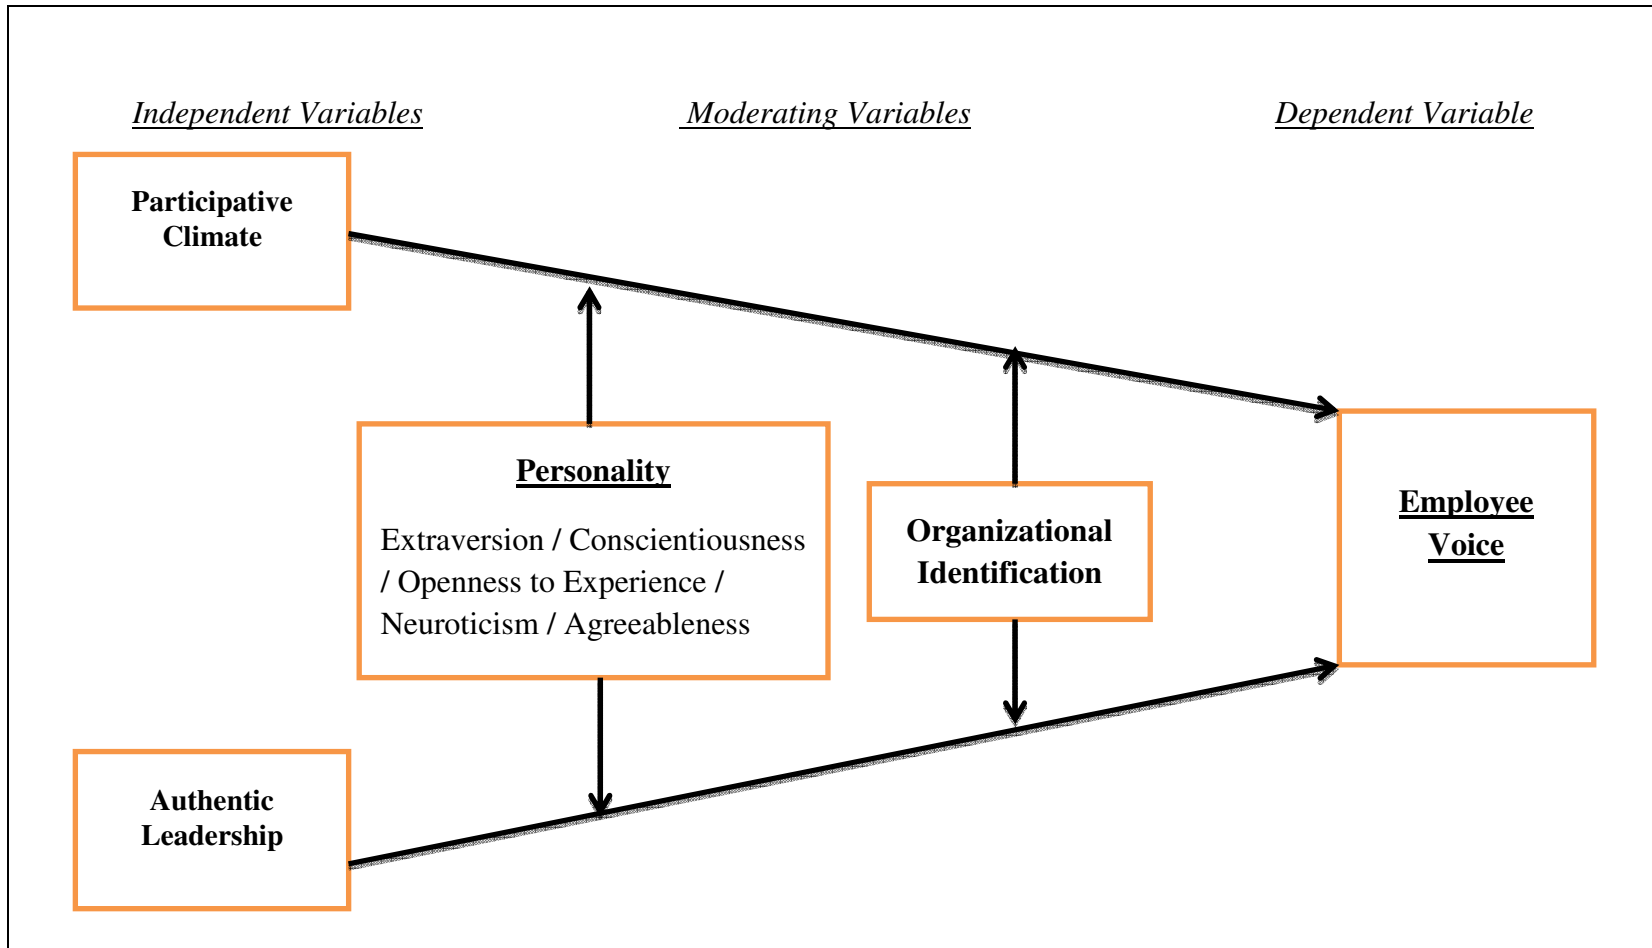 Independent Variables
Moderating Variables
Dependent Variable
Participative
Climate
Personality
Extraversion / Conscientiousness
/ Openness to Experience /
Neuroticism / Agreeableness
Organizational
Identification
Employee
Voice
Authentic
Leadership